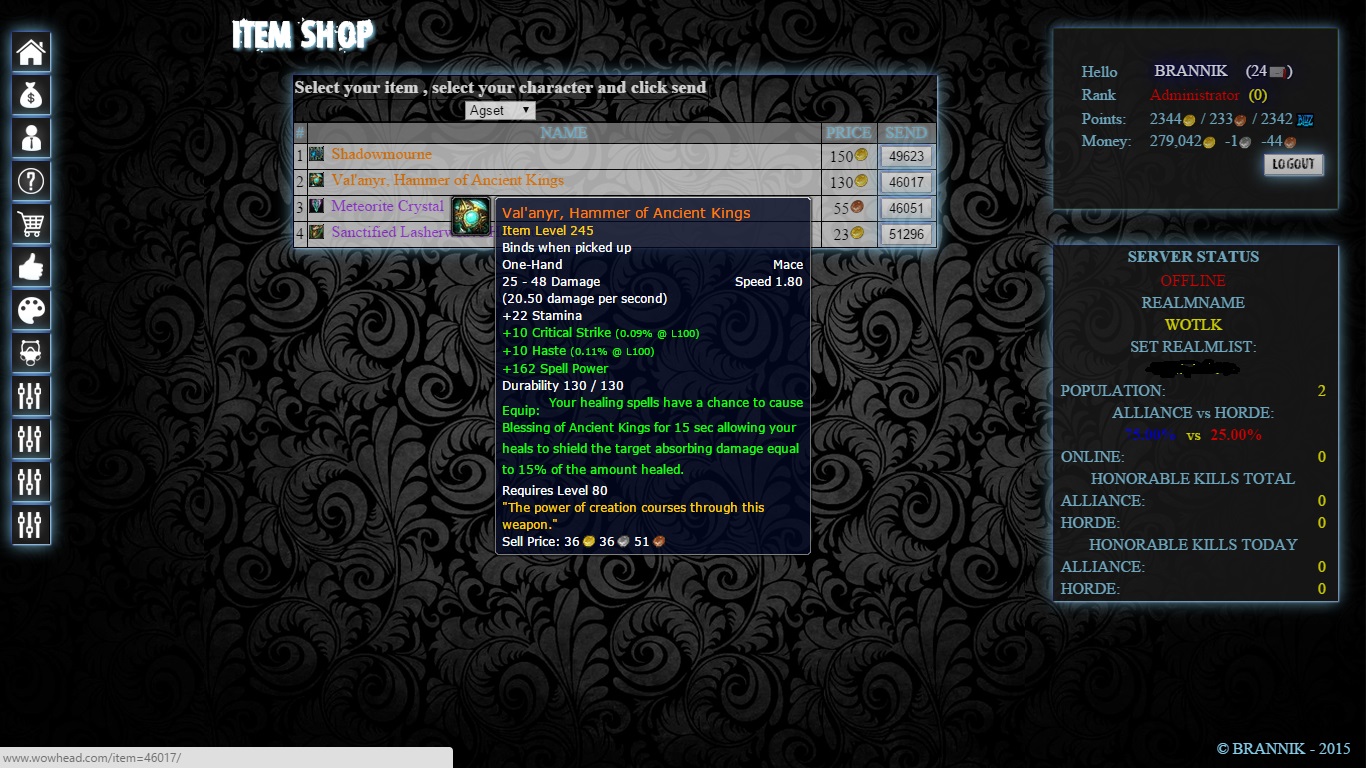 ITEM SHOP
Select your item , select your character and click send
Agset
# NAME PRICE SEND
1 Shadowmourne 150 49623
2 Val'anyr, Hammer of Ancient Kings 130 46017
3 Meteorite Crystal 55 46051
4 Sanctified 23 51296
Val'anyr, Hammer of Ancient Kings
Item Level 245
Binds when picked up
One-Hand Mace
25 - 48 Damage Speed 1.80
(20.50 damage per second)
+22 Stamina
+10 Critical Strike (0.09% @ L100)
+10 Haste (0.11% @ L100)
+162 Spell Power
Durability 130 / 130
Equip: Your healing spells have a chance to cause
Blessing of Ancient Kings for 15 sec allowing your
heals to shield the target absorbing damage equal
to 15% of the amount healed.
Requires Level 80
"The power of creation courses through this
weapon."
Sell Price: 36 36 51
Hello BRANNIK (24)
Rank Administrator (0)
Points: 2344 / 233 / 2342
Money: 279,042 -1 -44
LOGOUT
SERVER STATUS
OFFLINE
REALMNAME
WOTLK
SET REALMLIST:
POPULATION: 2
ALLIANCE vs HORDE:
vs 25.00%
ONLINE: 0
HONORABLE KILLS TOTAL
ALLIANCE: 0
HORDE: 0
HONORABLE KILLS TODAY
ALLIANCE: 0
HORDE: 0
www.wowhead.com/item=46017/
© BRANNIK - 2015